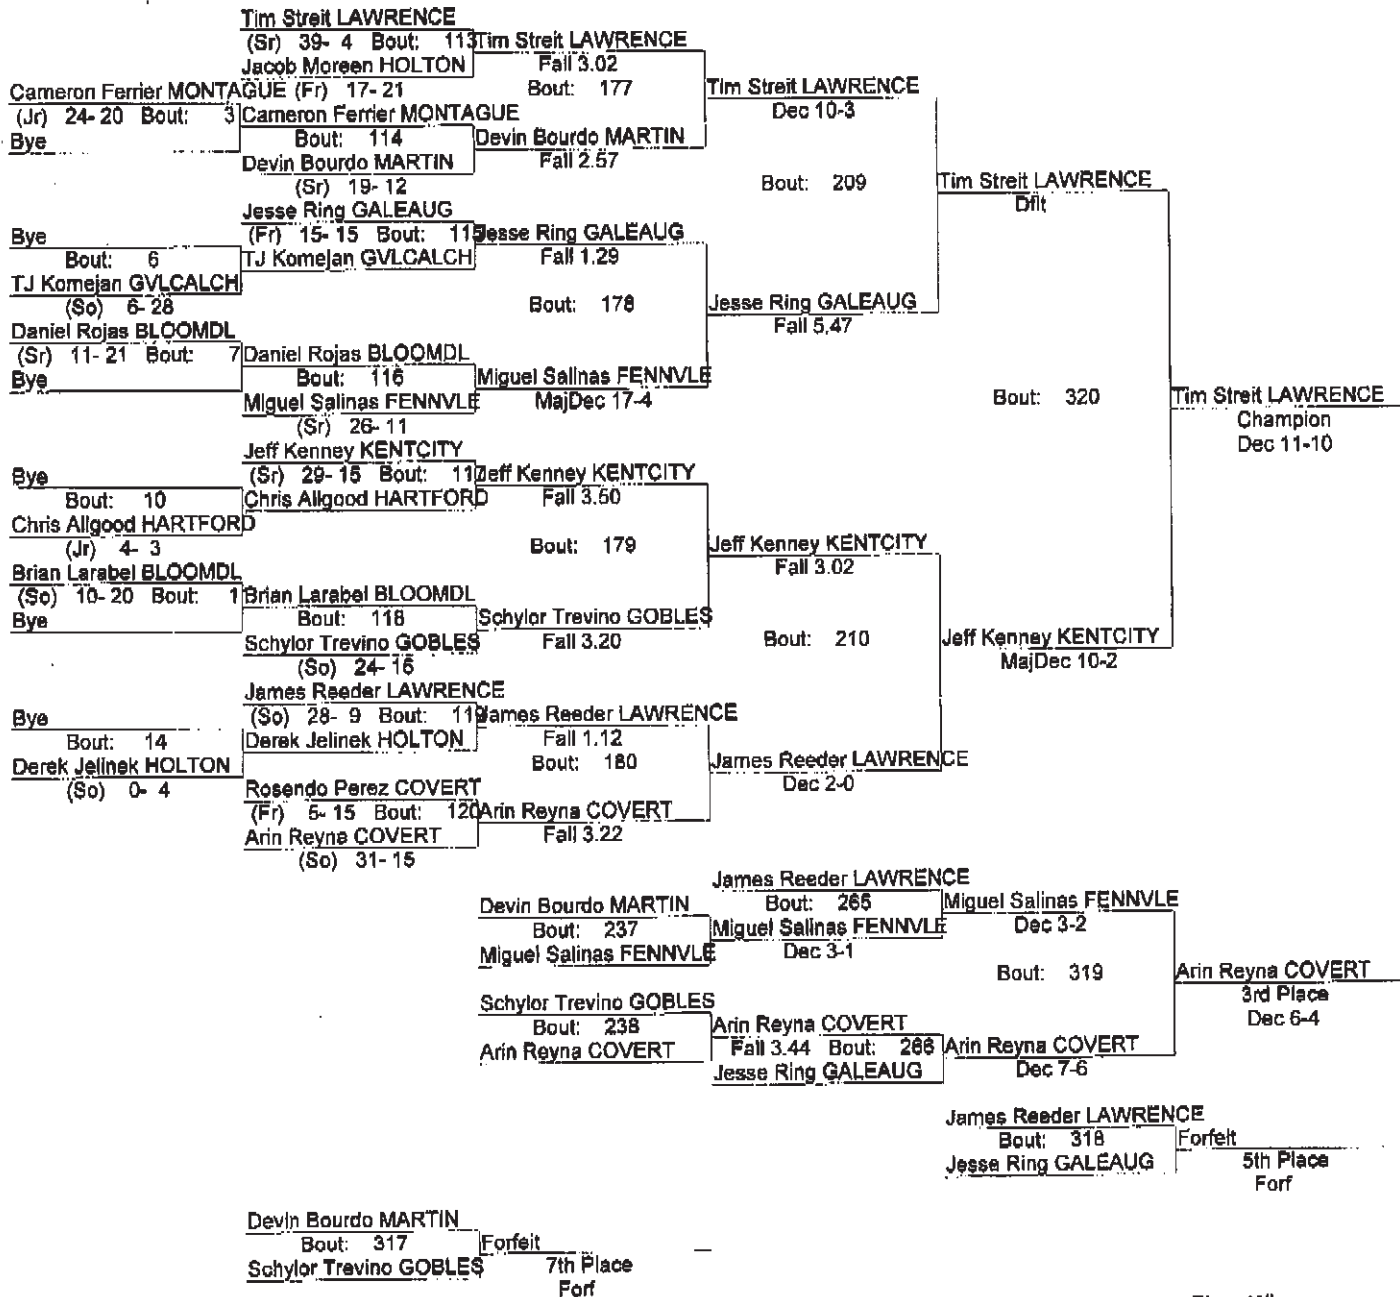 Tim Streit LAWRENCE
(Sr) 39- 4 Bout: 113
Jacob Moreen HOLTON
(Fr) 17- 21
Cameron Ferrier MONTAGUE
(Jr) 24- 20 Bout: 3
Bye
Cameron Ferrier MONTAGUE
Bout: 114
Devin Bourdo MARTIN
(Sr) 19- 12
Bye
Bout: 6
TJ Komejan GVLCALCH
(So) 6- 28
Jesse Ring GALEAUG
(Fr) 15- 15 Bout: 115
TJ Komejan GVLCALCH
Daniel Rojas BLOOMDL
(Sr) 11- 21 Bout: 7
Bye
Daniel Rojas BLOOMDL
Bout: 116
Miguel Salinas FENNVLE
(Sr) 26- 11
Bye
Bout: 10
Chris Allgood HARTFORD
(Jr) 4- 3
Jeff Kenney KENTCITY
(Sr) 29- 15 Bout: 117
Chris Allgood HARTFORD
Brian Larabel BLOOMDL
(So) 10- 20 Bout: 1
Bye
Brian Larabel BLOOMDL
Bout: 118
Schylor Trevino GOBLES
(So) 24- 16
Bye
Bout: 14
Derek Jelinek HOLTON
(So) 0- 4
James Reeder LAWRENCE
(So) 28- 9 Bout: 119
Derek Jelinek HOLTON
Rosendo Perez COVERT
(Fr) 5- 15 Bout: 120
Arin Reyna COVERT
(So) 31- 15
Tim Streit LAWRENCE
Fall 3.02
Bout: 177
Devin Bourdo MARTIN
Fall 2.57
Jesse Ring GALEAUG
Fall 1.29
Bout: 178
Miguel Salinas FENNVLE
MajDec 17-4
Jeff Kenney KENTCITY
Fall 3.50
Bout: 179
Schylor Trevino GOBLES
Fall 3.20
James Reeder LAWRENCE
Fall 1.12
Bout: 180
Arin Reyna COVERT
Fall 3.22
Tim Streit LAWRENCE
Dec 10-3
Bout: 209
Jesse Ring GALEAUG
Fall 5.47
Jeff Kenney KENTCITY
Fall 3.02
Bout: 210
James Reeder LAWRENCE
Dec 2-0
Tim Streit LAWRENCE
Dflt
Bout: 320
Jeff Kenney KENTCITY
MajDec 10-2
Tim Streit LAWRENCE
Champion
Dec 11-10
Devin Bourdo MARTIN
Bout: 237
Miguel Salinas FENNVLE
Schylor Trevino GOBLES
Bout: 238
Arin Reyna COVERT
James Reeder LAWRENCE
Bout: 265
Miguel Salinas FENNVLE
Dec 3-1
Arin Reyna COVERT
Fall 3.44 Bout: 266
Jesse Ring GALEAUG
Miguel Salinas FENNVLE
Dec 3-2
Bout: 319
Arin Reyna COVERT
Dec 7-6
Arin Reyna COVERT
3rd Place
Dec 6-4
James Reeder LAWRENCE
Bout: 318
Jesse Ring GALEAUG
Forfeit
5th Place
Forf
Devin Bourdo MARTIN
Bout: 317
Schylor Trevino GOBLES
Forfeit
7th Place
Forf